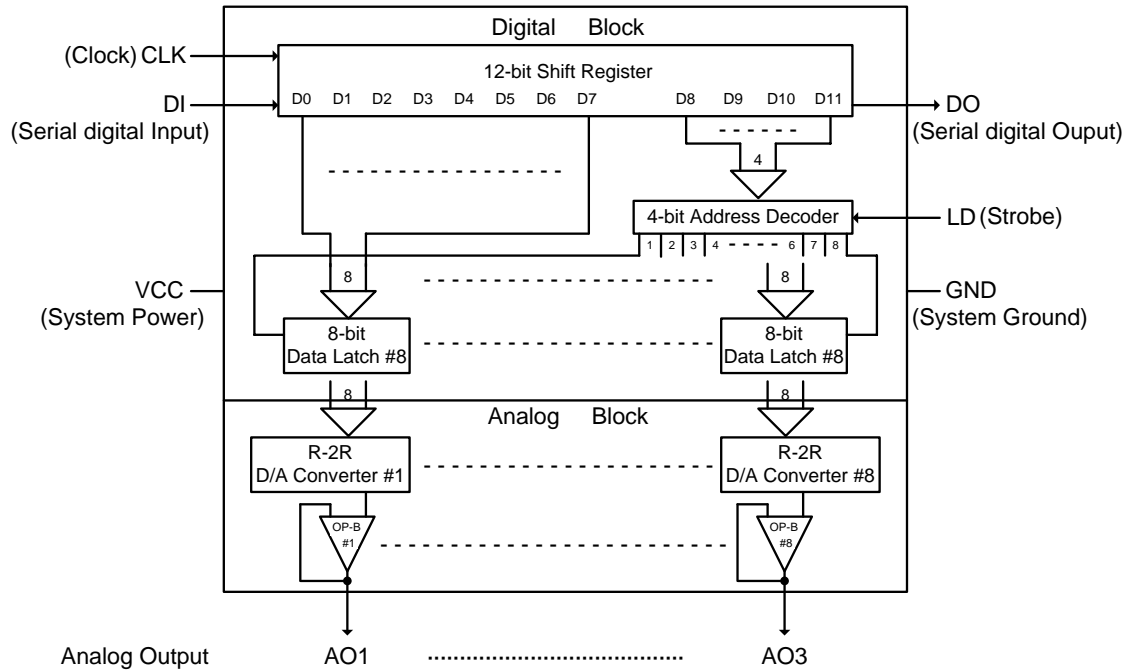 Digital Block
(Clock) CLK
12-bit Shift Register
DI
(Serial digital Input)
D0 D1 D2 D3 D4 D5 D6 D7 D8 D9 D10 D11
DO
(Serial digital Ouput)
4
4-bit Address Decoder
LD (Strobe)
1 2 3 4 6 7 8
VCC
(System Power)
8
8
GND
(System Ground)
8-bit
Data Latch #8
8-bit
Data Latch #8
8
8
Analog Block
R-2R
D/A Converter #1
R-2R
D/A Converter #8
OP-B
#1
OP-B
#8
Analog Output AO1 AO3